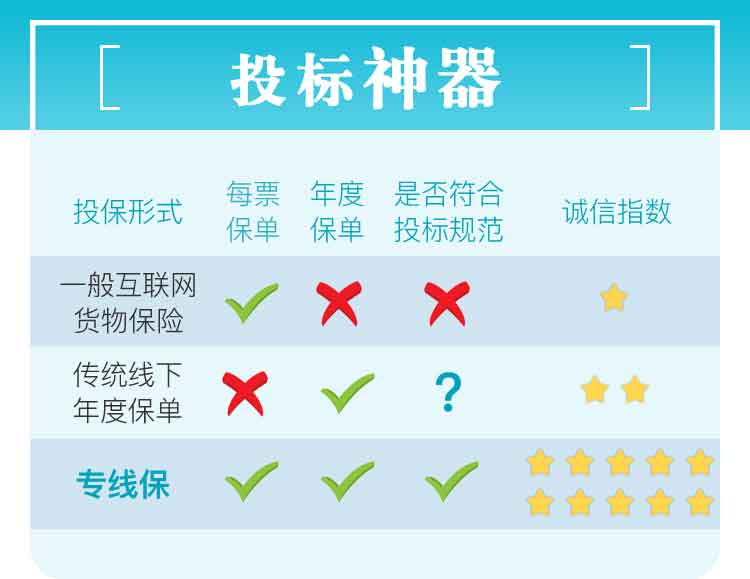 投标神器
投保形式
每票
保单
年度
保单
是否符合
投标规范
诚信指数
一般互联网
货物保险
传统线下
年度保单
?
专线保